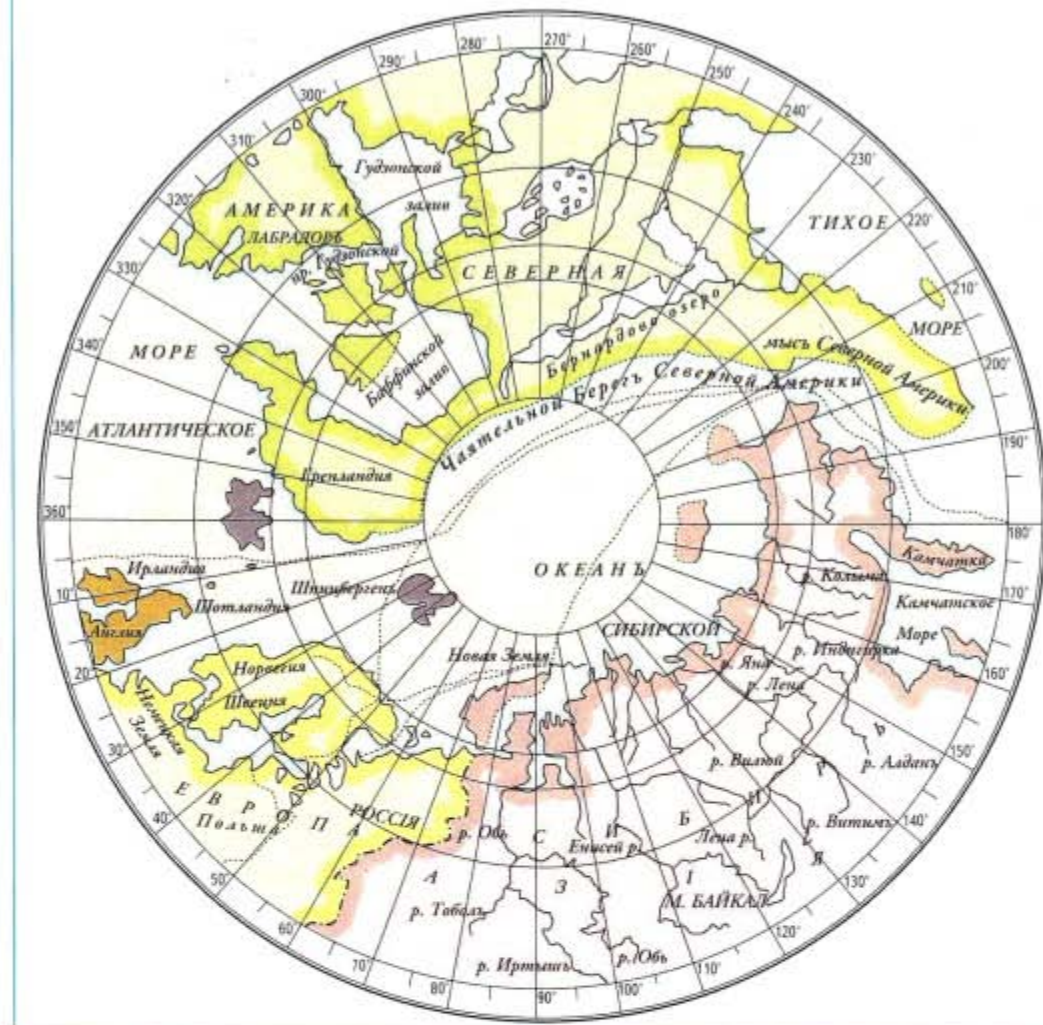 270°
280°
260°
290°
250°
300°
240°
310°
230°
320°
220°
330°
210°
340°
200°
350°
190°
360°
180°
10°
170°
20°
160°
30°
150°
40°
140°
50°
130°
60°
120°
70°
110°
80°
100°
90°
Гудзонской
залив
АМЕРИКА
ЛАБРАДОРЪ
пр. Гудзонской
СЕВЕРНАЯ
ТИХОЕ
МОРЕ
Бернардово озеро
мысъ Северной Америки
Чаятельной Берегъ Северной Америки
Баффинской
залив
МОРЕ
АТЛАНТИЧЕСКОЕ
Гренландия
ОКЕАНЪ
Ирландия
Шпицбергенъ
Шотландия
Англия
Камчатка
р. Колыма
Камчатское
Море
СИБИРСКОЙ
р. Индигирка
р. Яна
р. Лена
Новая Земля
Норвегия
Швеция
Немецкая
Земля
р. Вилюй
р. Алданъ
ЕВРОПА
Польша
РОССІЯ
р. Обь
Енисей р.
Лена р.
р. Витимъ
АЗИ
СИБІРЬ
Я
М. БАЙКАЛ
р. Тоболъ
р. Иртышъ
р. Обь